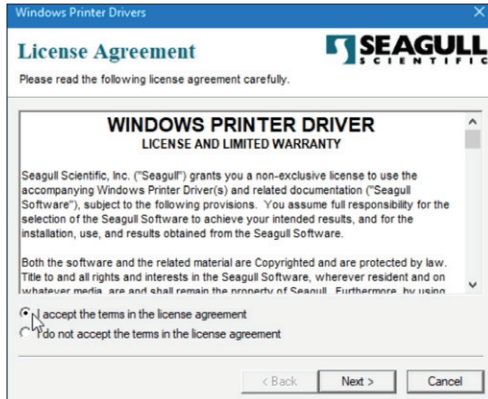 Windows Printer Drivers
License Agreement
SEAGULL
SCIENTIFIC
Please read the following license agreement carefully.
WINDOWS PRINTER DRIVER
LICENSE AND LIMITED WARRANTY
Seagull Scientific, Inc. ("Seagull") grants you a non-exclusive license to use the
accompanying Windows Printer Driver(s) and related documentation ("Seagull
Software"), subject to the following provisions. You assume full responsibility for the
selection of the Seagull Software to achieve your intended results, and for the
installation, use, and results obtained from the Seagull Software.
Both the software and the related material are Copyrighted and are protected by law.
Title to and all rights and interests in the Seagull Software, wherever resident and on
whatever media, are and shall remain the property of Seagull. Furthermore, by using
I accept the terms in the license agreement
I do not accept the terms in the license agreement
< Back
Next >
Cancel